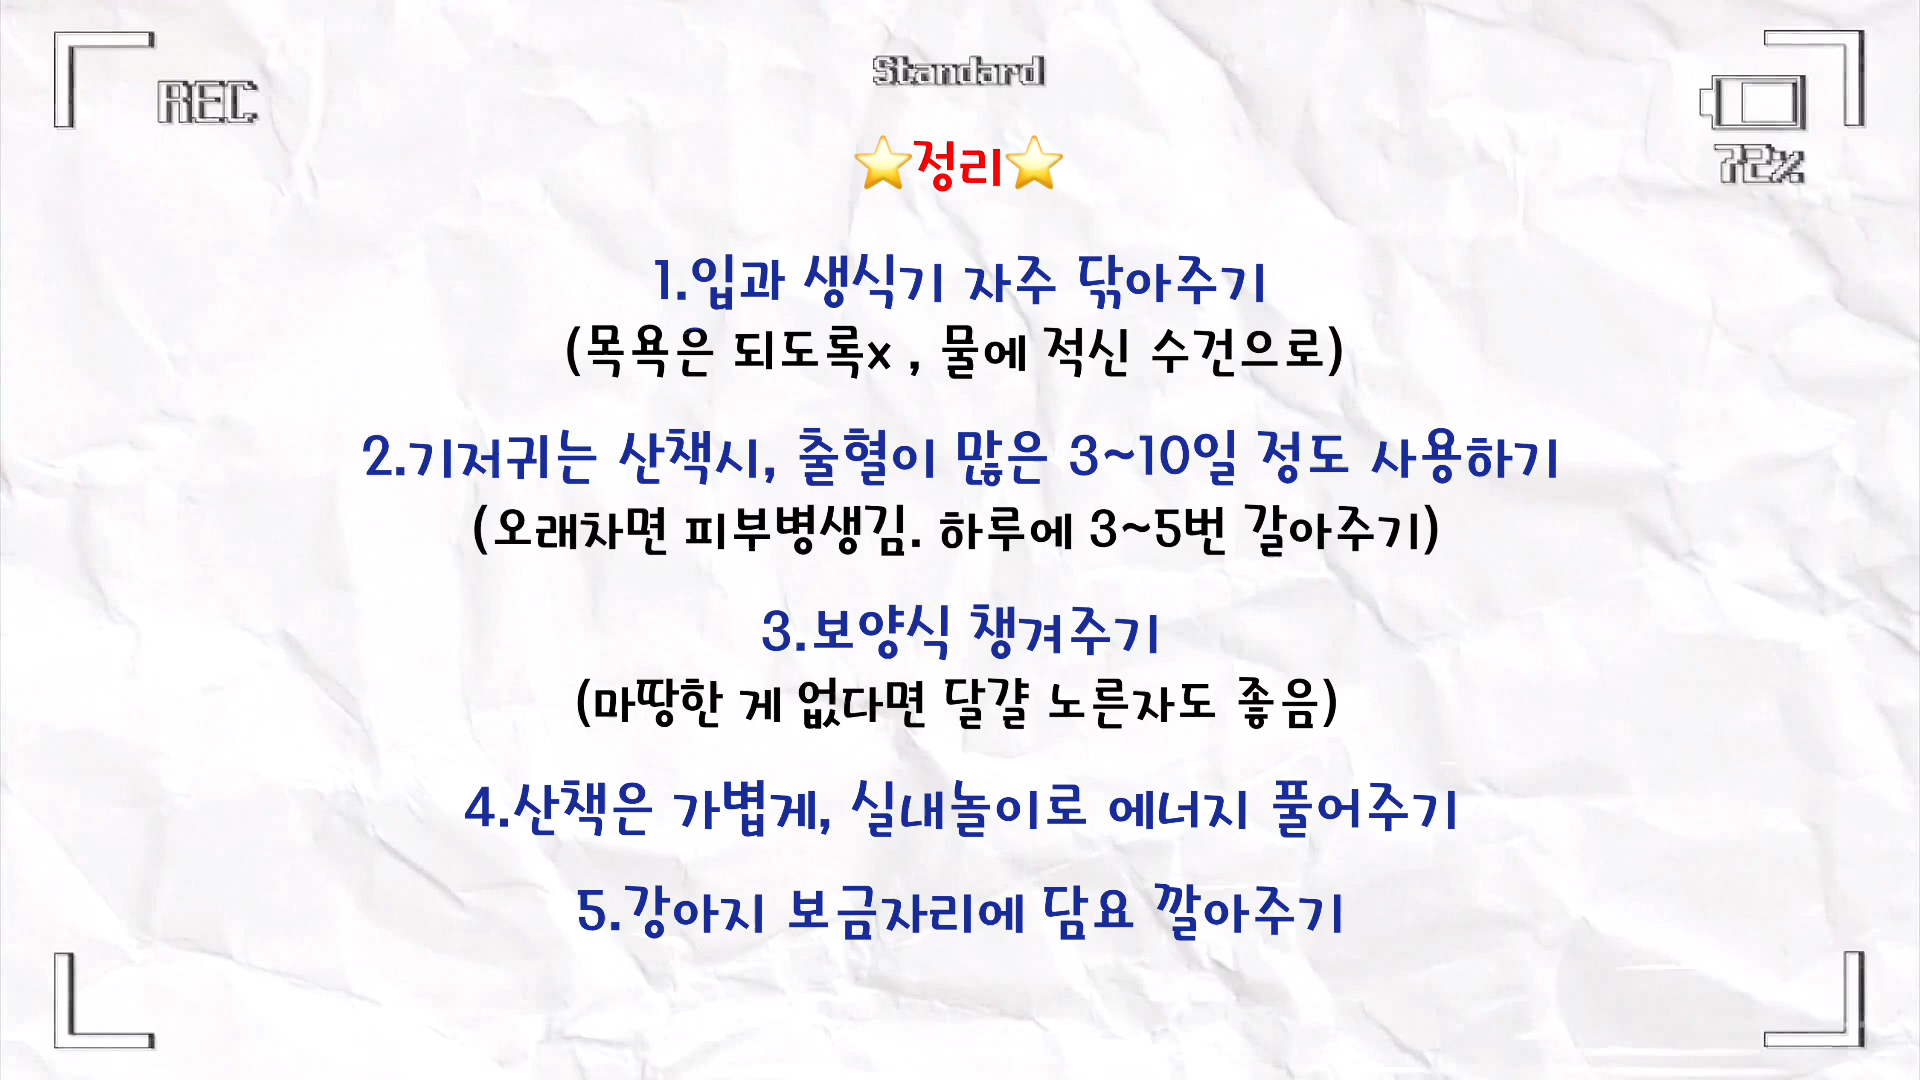 Standard
REC
72%
⭐정리⭐
1.입과 생식기 자주 닦아주기
(목욕은 되도록x , 물에 적신 수건으로)
2.기저귀는 산책시, 출혈이 많은 3~10일 정도 사용하기
(오래차면 피부병생김. 하루에 3~5번 갈아주기)
3.보양식 챙겨주기
(마땅한 게 없다면 달걀 노른자도 좋음)
4.산책은 가볍게, 실내놀이로 에너지 풀어주기
5.강아지 보금자리에 담요 깔아주기